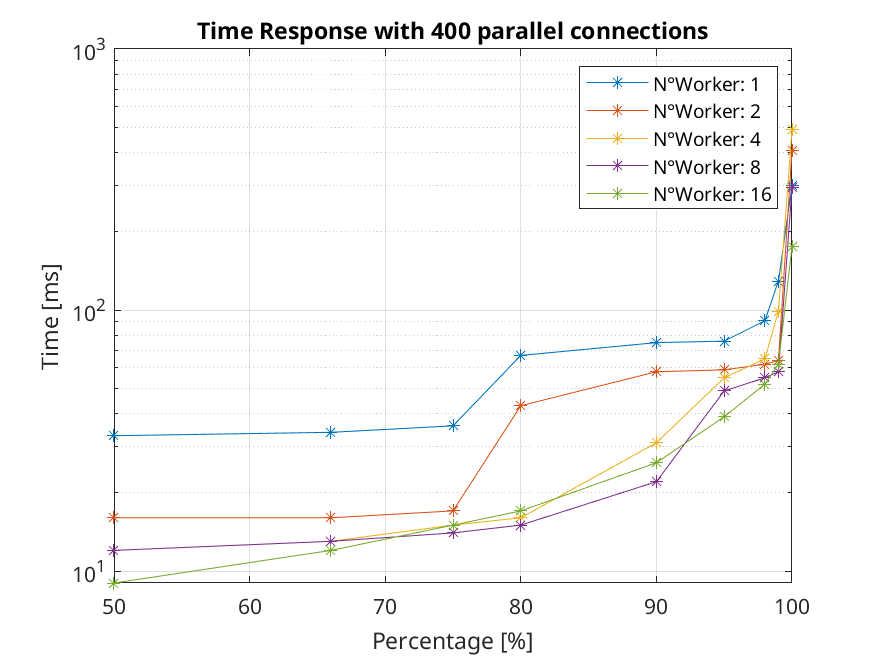 Time Response with 400 parallel connections
10³
10²
10¹
Time [ms]
N°Worker: 1
N°Worker: 2
N°Worker: 4
N°Worker: 8
N°Worker: 16
50 60 70 80 90 100
Percentage [%]